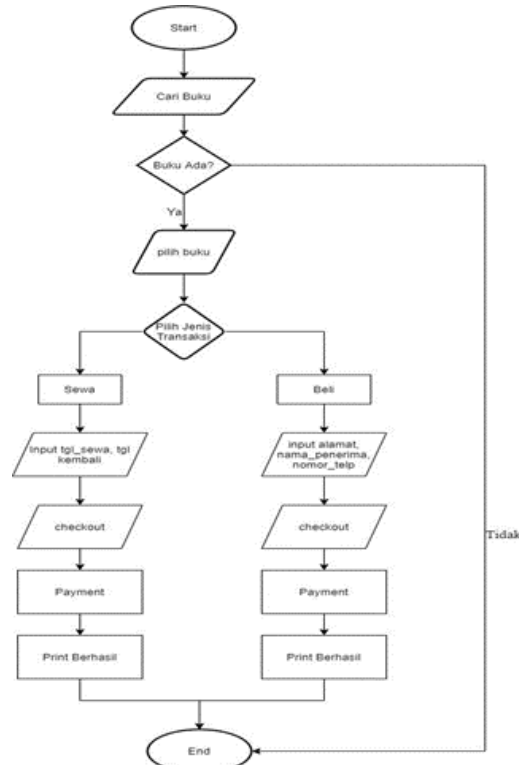 Start
Cari Buku
Buku Ada?
Ya
pilih buku
Pilih Jenis
Transaksi
Sewa
Input tgl_sewa, tgl
kembali
checkout
Payment
Print Berhasil
Beli
input alamat,
nama_penerima,
nomor_telp
checkout
Payment
Print Berhasil
Tidak
End